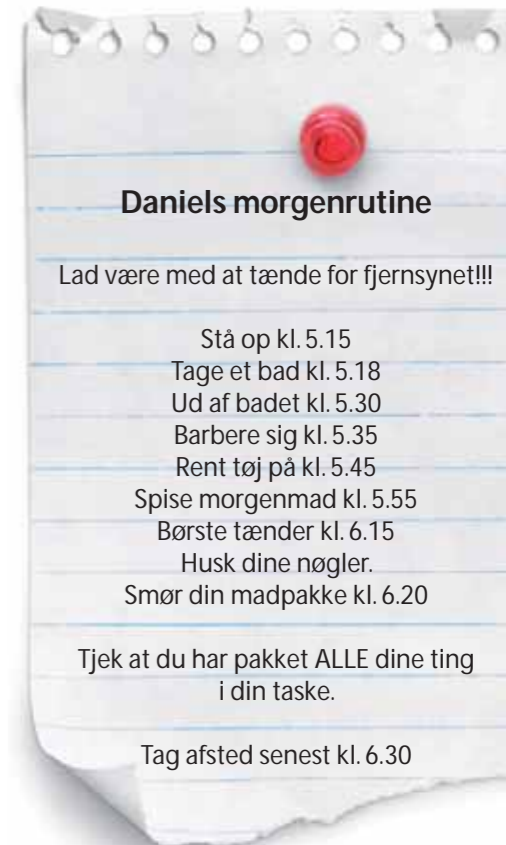 Daniels morgenrutine
Lad være med at tænde for fjernsynet!!!
Stå op kl. 5.15
Tage et bad kl. 5.18
Ud af badet kl. 5.30
Barbere sig kl. 5.35
Rent tøj på kl. 5.45
Spise morgenmad kl. 5.55
Børste tænder kl. 6.15
Husk dine nøgler.
Smør din madpakke kl. 6.20
Tjek at du har pakket ALLE dine ting
i din taske.
Tag afsted senest kl. 6.30